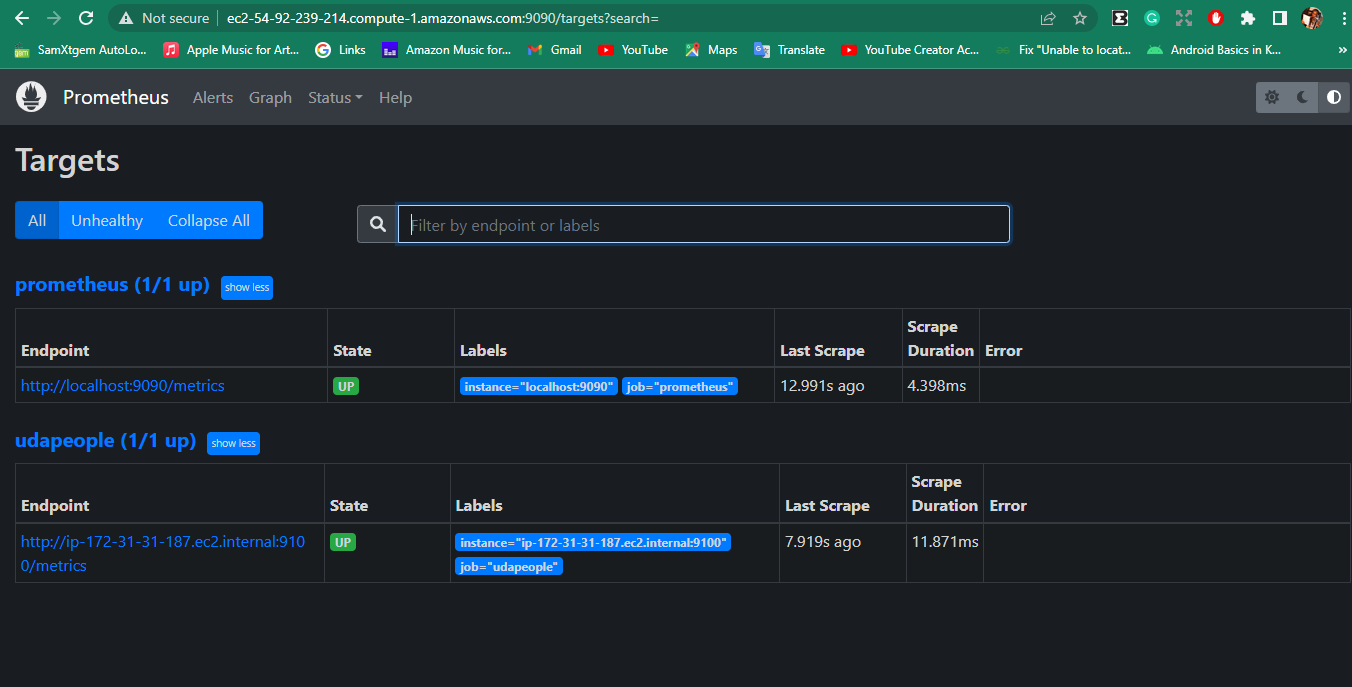 Not secure ec2-54-92-239-214.compute-1.amazonaws.com:9090/targets?search=
SamXtgem AutoLo... Apple Music for Art... Links Amazon Music for... Gmail YouTube Maps Translate YouTube Creator Ac... Fix "Unable to locat... Android Basics in K... »
Prometheus Alerts Graph Status Help
Targets
All Unhealthy Collapse All Filter by endpoint or labels
prometheus (1/1 up) show less
Endpoint State Labels Last Scrape Scrape Duration Error
http://localhost:9090/metrics UP instance="localhost:9090" job="prometheus" 12.991s ago 4.398ms
udapeople (1/1 up) show less
Endpoint State Labels Last Scrape Scrape Duration Error
http://ip-172-31-31-187.ec2.internal:910 UP instance="ip-172-31-31-187.ec2.internal:9100" 7.919s ago 11.871ms
0/metrics job="udapeople"